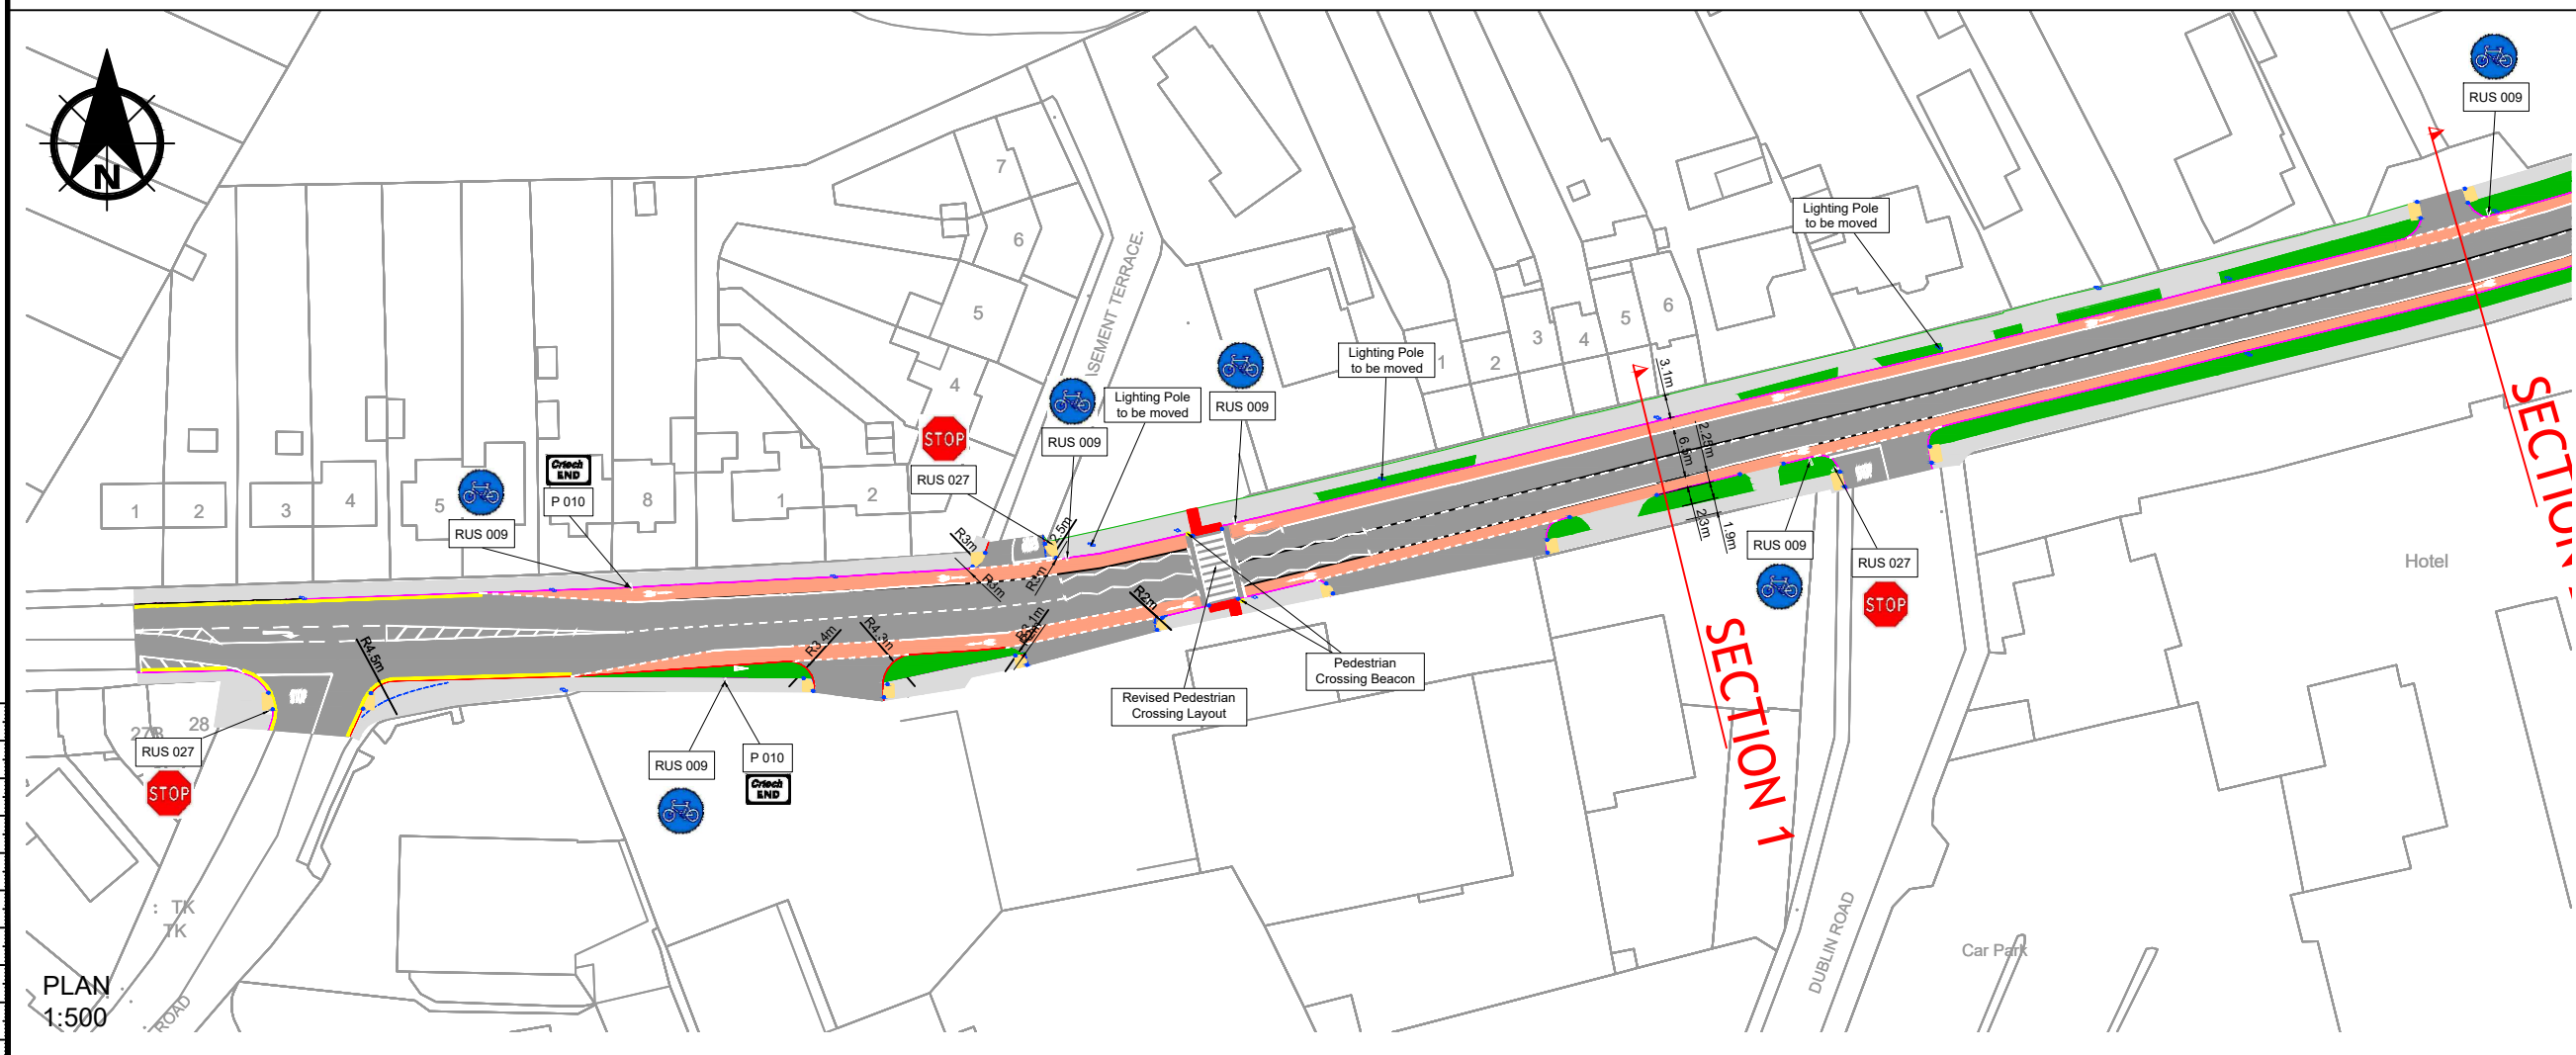 N
RUS 009
7
6
5
4
ASEMENT TERRACE.
Lighting Pole
to be moved
Lighting Pole
to be moved
1
2
3
4
5
6
3.1m
2.25m
6.5m
2.3m
1.9m
SECTION
RUS 009
RUS 009
Lighting Pole
to be moved
STOP
RUS 027
Críoch
END
P 010
RUS 009
1
2
3
4
5
8
1
2
R3m
2.5m
R3m
R2m
R4.5m
R3.4m
R4.3m
Hotel
RUS 009
RUS 027
STOP
SECTION 1
Pedestrian
Crossing Beacon
Revised Pedestrian
Crossing Layout
27B
28
RUS 027
STOP
RUS 009
P 010
Críoch
END
: TK
TK
Car Park
DUBLIN ROAD
ROAD
PLAN
1:500